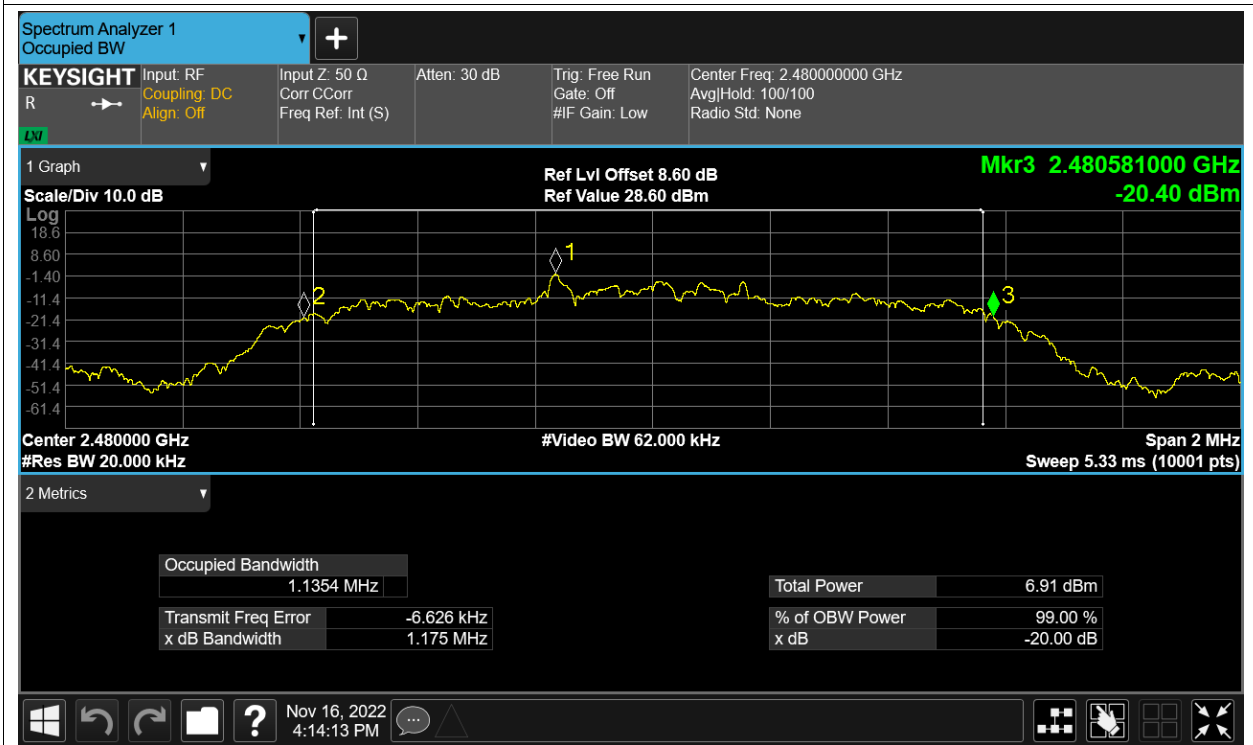 Spectrum Analyzer 1
Occupied BW
KEYSIGHT
R
LXI
Input: RF
Coupling: DC
Align: Off
Input Z: 50 Ω
Corr CCorr
Freq Ref: Int (S)
Atten: 30 dB
Trig: Free Run
Gate: Off
#IF Gain: Low
Center Freq: 2.480000000 GHz
Avg|Hold: 100/100
Radio Std: None
1 Graph
Scale/Div 10.0 dB
Ref Lvl Offset 8.60 dB
Ref Value 28.60 dBm
Mkr3 2.480581000 GHz
-20.40 dBm
Log
18.6
8.60
-1.40
-11.4
-21.4
-31.4
-41.4
-51.4
-61.4
1
2
3
Center 2.480000 GHz
#Res BW 20.000 kHz
#Video BW 62.000 kHz
Span 2 MHz
Sweep 5.33 ms (10001 pts)
2 Metrics
Occupied Bandwidth
1.1354 MHz
Transmit Freq Error -6.626 kHz
x dB Bandwidth 1.175 MHz
Total Power 6.91 dBm
% of OBW Power 99.00 %
x dB -20.00 dB
?
Nov 16, 2022
4:14:13 PM